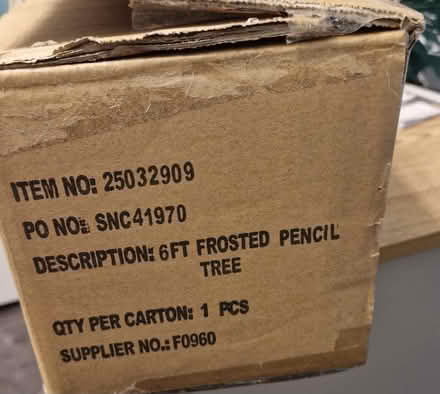 ITEM NO: 25032909
PO NO: SNC41970
DESCRIPTION: 6FT FROSTED PENCIL
TREE
QTY PER CARTON: 1 PCS
SUPPLIER NO.: F0960